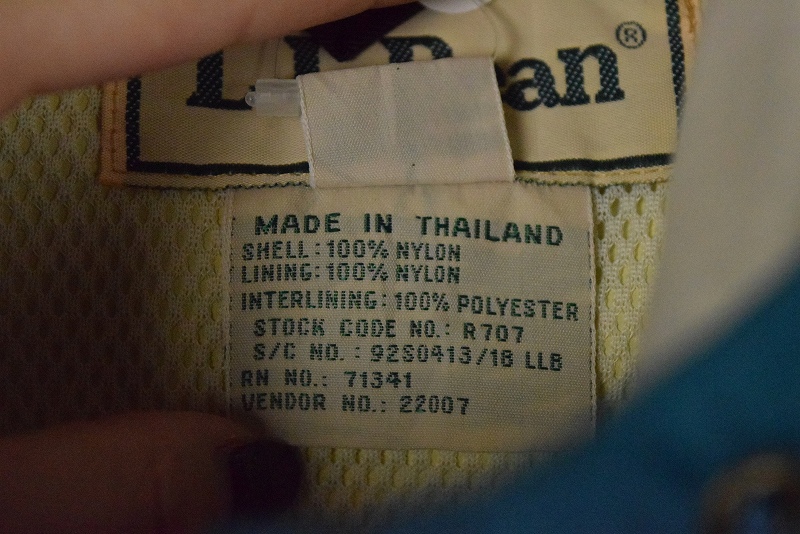 L.L.Bean®
MADE IN THAILAND
SHELL: 100% NYLON
LINING: 100% NYLON
INTERLINING: 100% POLYESTER
STOCK CODE NO.: R707
S/C NO.: 92S0413/18 LLB
RN NO.: 71341
VENDOR NO.: 22007